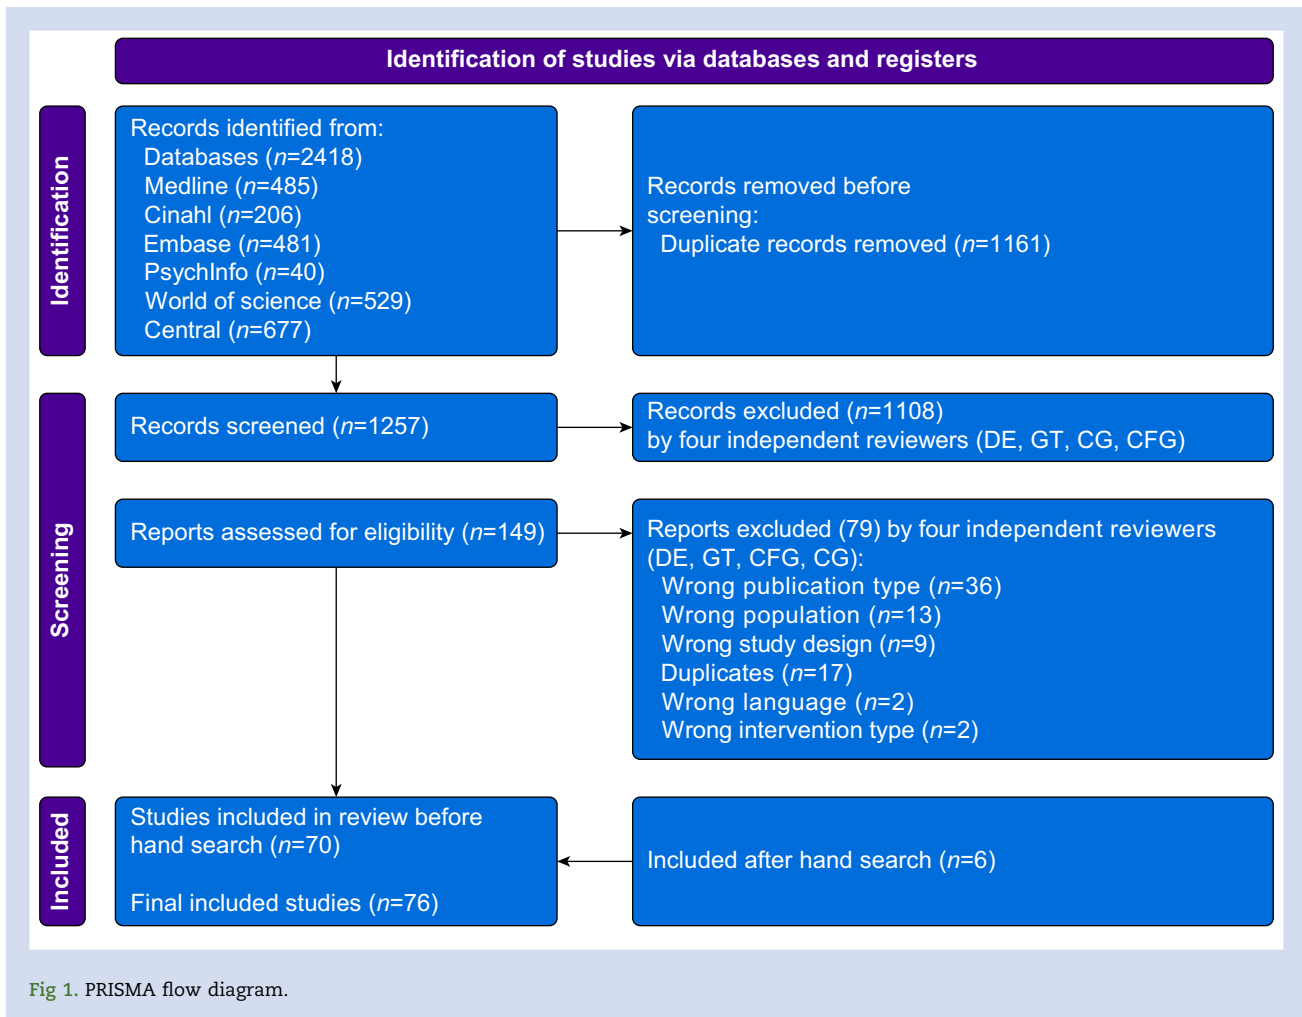 Identification of studies via databases and registers
Identification
Records identified from:
Databases (n=2418)
Medline (n=485)
Cinahl (n=206)
Embase (n=481)
PsychInfo (n=40)
World of science (n=529)
Central (n=677)
Records removed before
screening:
Duplicate records removed (n=1161)
Screening
Records screened (n=1257)
Records excluded (n=1108)
by four independent reviewers (DE, GT, CG, CFG)
Reports assessed for eligibility (n=149)
Reports excluded (79) by four independent reviewers
(DE, GT, CFG, CG):
Wrong publication type (n=36)
Wrong population (n=13)
Wrong study design (n=9)
Duplicates (n=17)
Wrong language (n=2)
Wrong intervention type (n=2)
Included
Studies included in review before
hand search (n=70)
Final included studies (n=76)
Included after hand search (n=6)
Fig 1. PRISMA flow diagram.